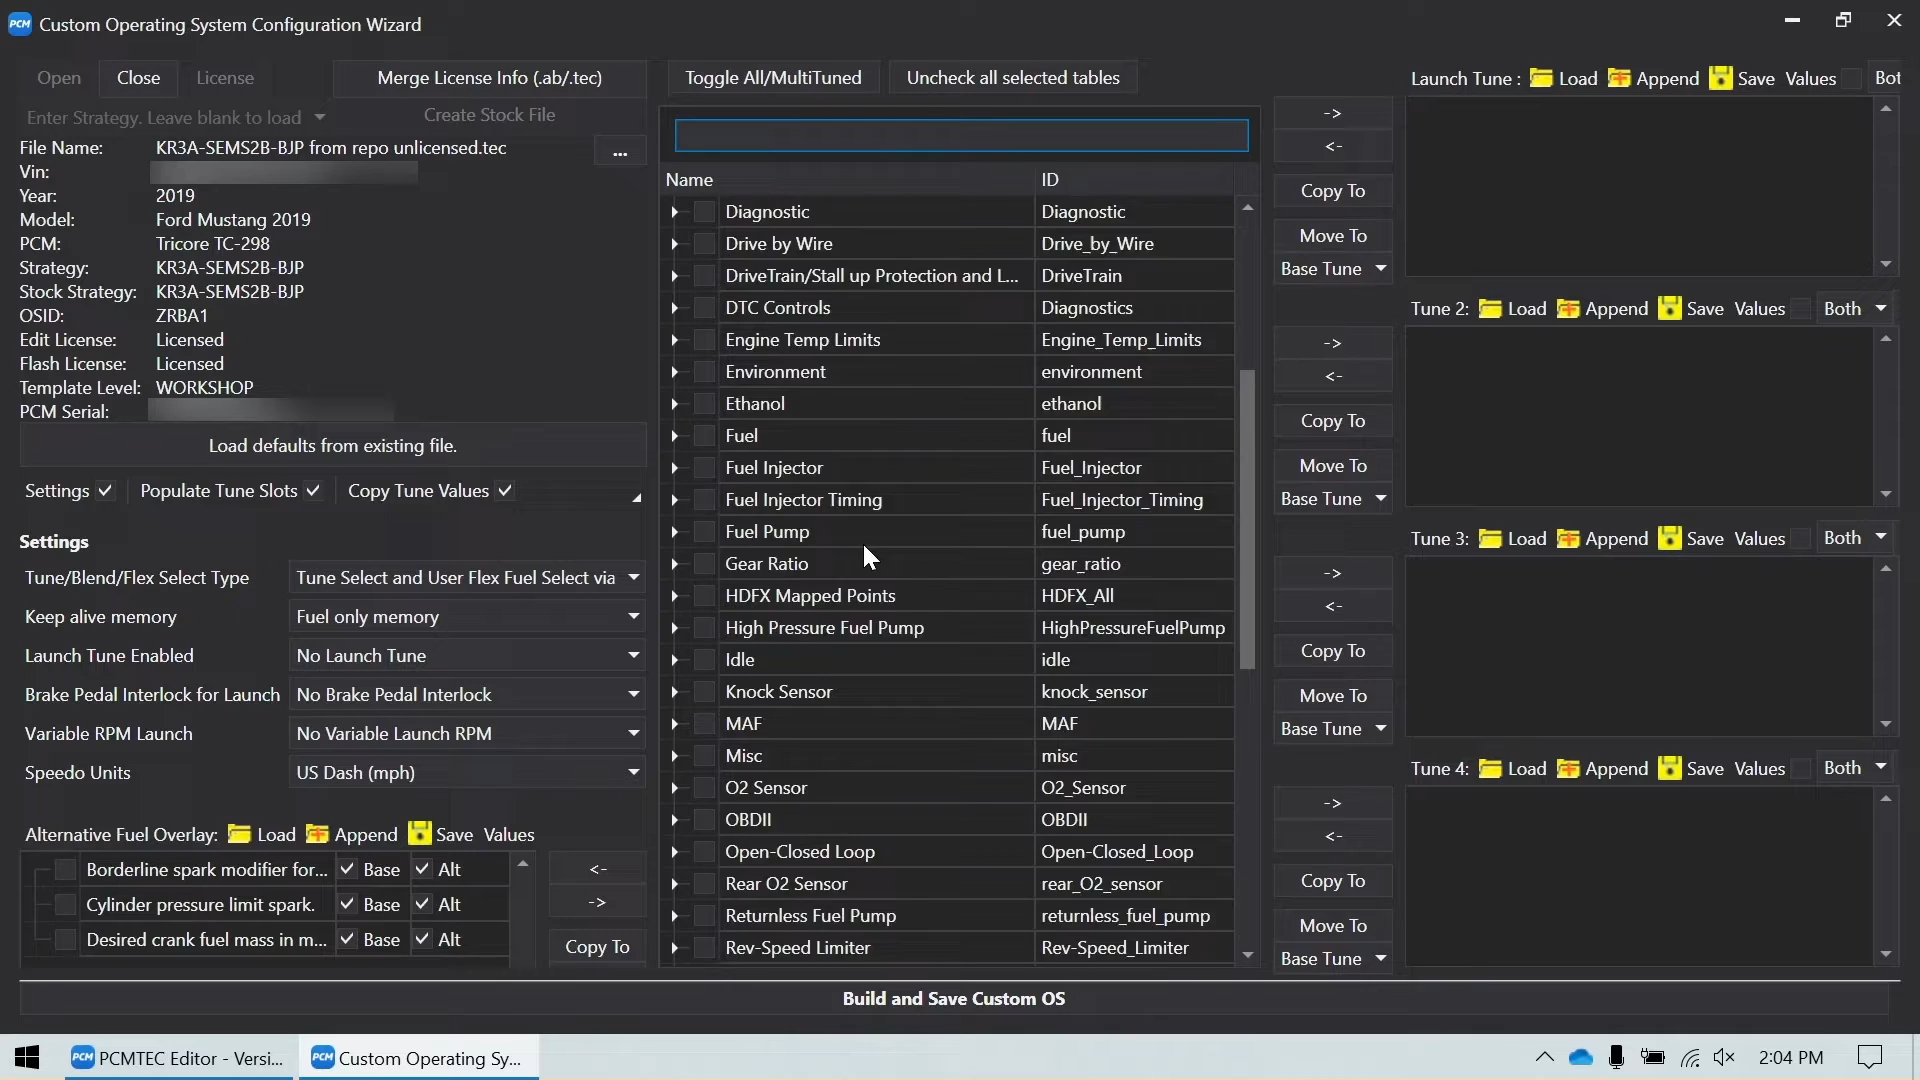 PCM Custom Operating System Configuration Wizard
Open Close License Merge License Info (.ab/.tec)
Enter Strategy. Leave blank to load Create Stock File
File Name: KR3A-SEMS2B-BJP from repo unlicensed.tec ...
Vin:
Year: 2019
Model: Ford Mustang 2019
PCM: Tricore TC-298
Strategy: KR3A-SEMS2B-BJP
Stock Strategy: KR3A-SEMS2B-BJP
OSID: ZRBA1
Edit License: Licensed
Flash License: Licensed
Template Level: WORKSHOP
PCM Serial:
Load defaults from existing file.
Settings Populate Tune Slots Copy Tune Values
Settings
Tune/Blend/Flex Select Type Tune Select and User Flex Fuel Select via
Keep alive memory Fuel only memory
Launch Tune Enabled No Launch Tune
Brake Pedal Interlock for Launch No Brake Pedal Interlock
Variable RPM Launch No Variable Launch RPM
Speedo Units US Dash (mph)
Alternative Fuel Overlay: Load Append Save Values
Borderline spark modifier for... Base Alt
Cylinder pressure limit spark. Base Alt
Desired crank fuel mass in m... Base Alt
<-
->
Copy To
Toggle All/MultiTuned Uncheck all selected tables
Name ID
Diagnostic Diagnostic
Drive by Wire Drive_by_Wire
DriveTrain/Stall up Protection and L... DriveTrain
DTC Controls Diagnostics
Engine Temp Limits Engine_Temp_Limits
Environment environment
Ethanol ethanol
Fuel fuel
Fuel Injector Fuel_Injector
Fuel Injector Timing Fuel_Injector_Timing
Fuel Pump fuel_pump
Gear Ratio gear_ratio
HDFX Mapped Points HDFX_All
High Pressure Fuel Pump HighPressureFuelPump
Idle idle
Knock Sensor knock_sensor
MAF MAF
Misc misc
O2 Sensor O2_Sensor
OBDII OBDII
Open-Closed Loop Open-Closed_Loop
Rear O2 Sensor rear_O2_sensor
Returnless Fuel Pump returnless_fuel_pump
Rev-Speed Limiter Rev-Speed_Limiter
Launch Tune : Load Append Save Values Bot
->
<-
Copy To
Move To
Base Tune
Tune 2: Load Append Save Values Both
->
<-
Copy To
Move To
Base Tune
Tune 3: Load Append Save Values Both
->
<-
Copy To
Move To
Base Tune
Tune 4: Load Append Save Values Both
->
<-
Copy To
Move To
Base Tune
Build and Save Custom OS
PCM PCMTEC Editor - Versi... PCM Custom Operating Sy... 2:04 PM